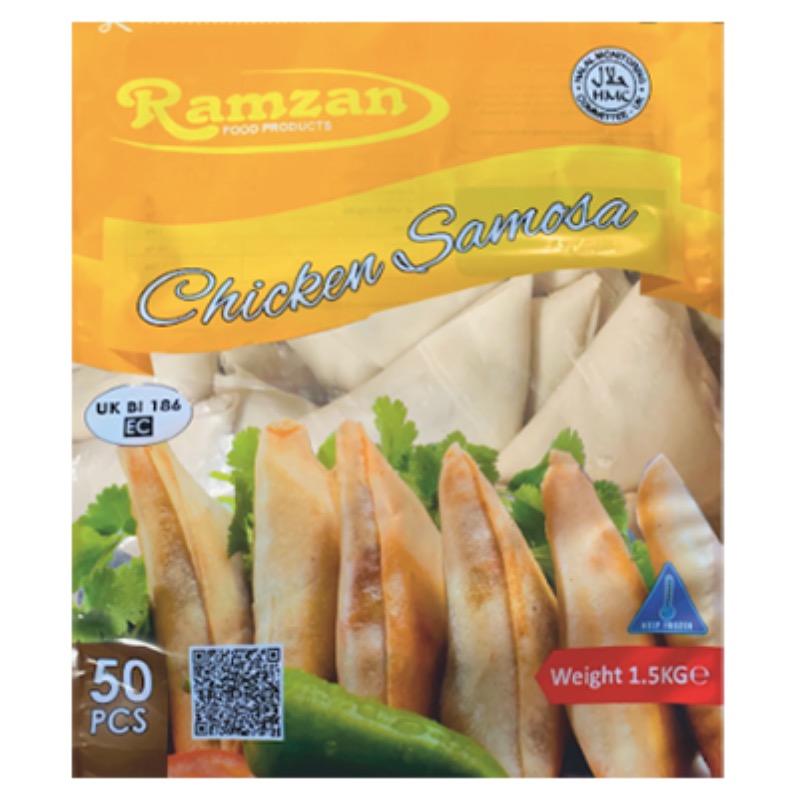 Ramzan
FOOD PRODUCTS
HALAL MONITORING
حلال
HMC
COMMITTEE - UK
Chicken Samosa
UK BI 186
EC
KEEP FROZEN
50
PCS
Weight 1.5KG℮